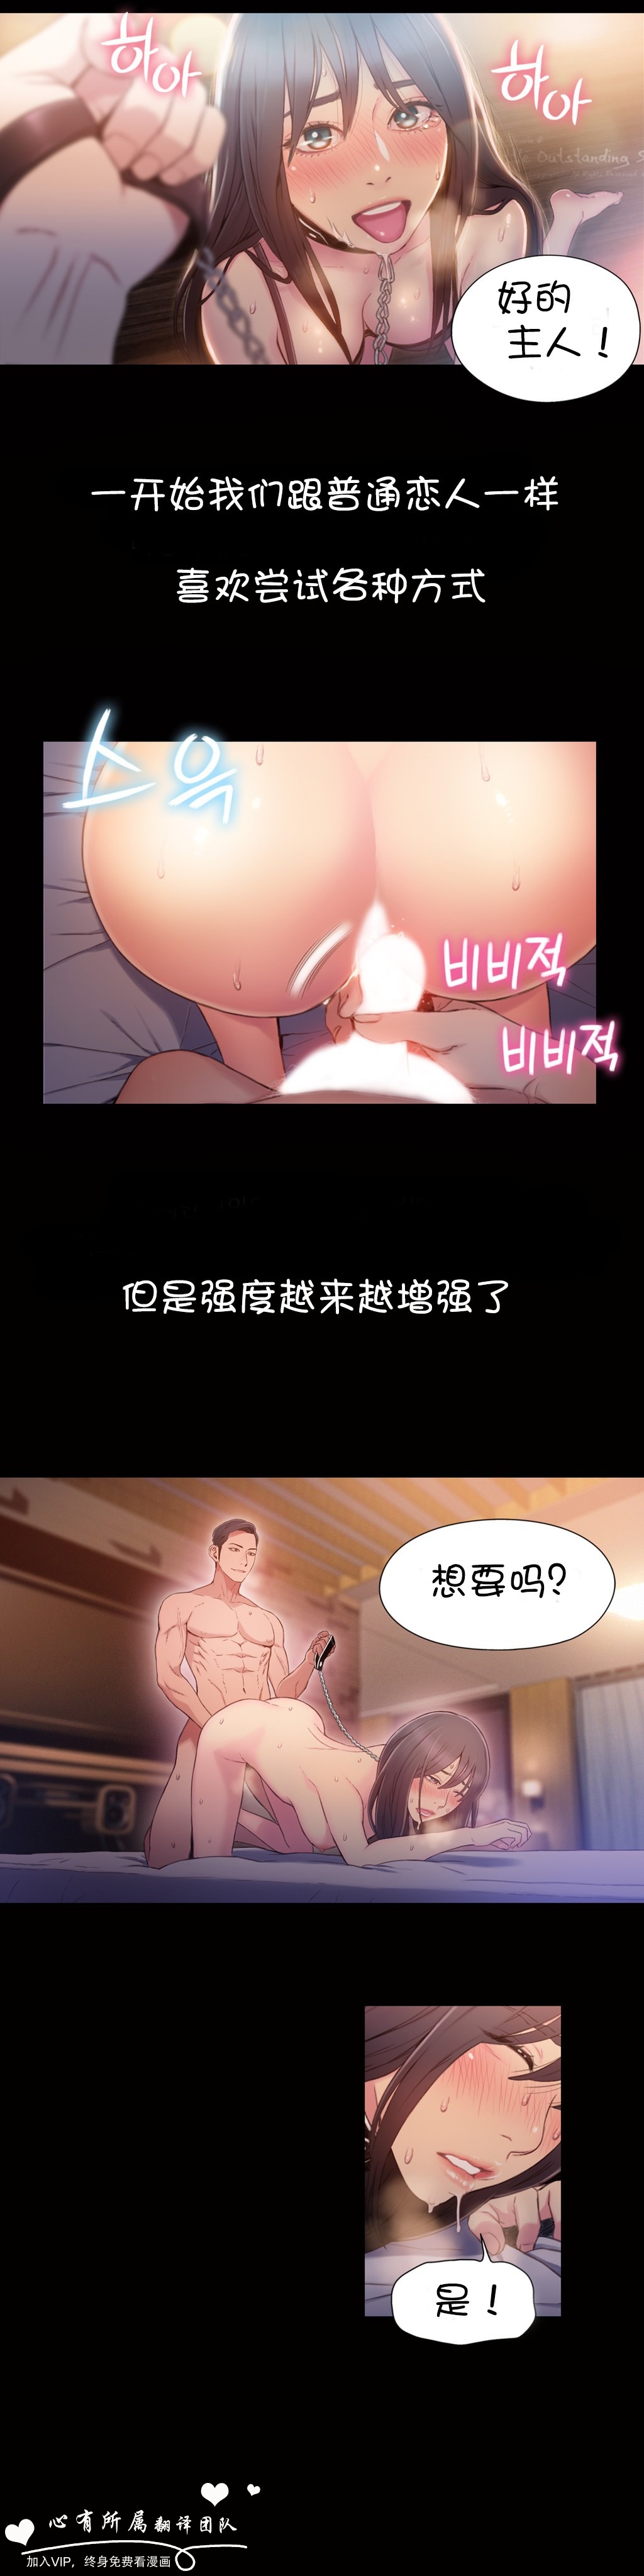 하아
하아
e Outstanding S
好的
主人！
一开始我们跟普通恋人一样
喜欢尝试各种方式
스윽
비비적
비비적
但是强度越来越增强了
想要吗？
是！
心有所属翻译团队
加入VIP，终身免费看漫画